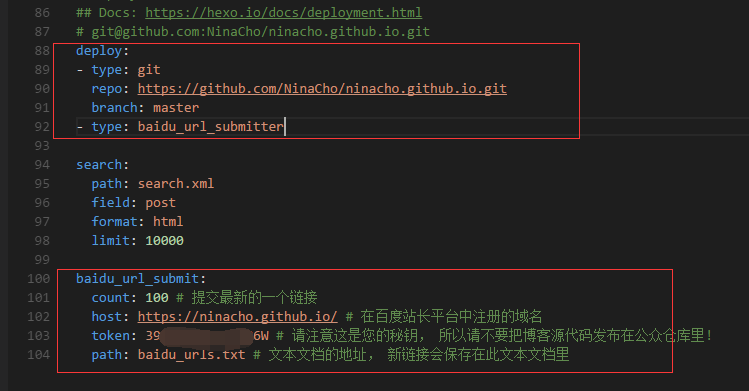 86 ## Docs: https://hexo.io/docs/deployment.html
87 # git@github.com:NinaCho/ninacho.github.io.git
88 deploy:
89 - type: git
90 repo: https://github.com/NinaCho/ninacho.github.io.git
91 branch: master
92 - type: baidu_url_submitter
93
94 search:
95 path: search.xml
96 field: post
97 format: html
98 limit: 10000
99
100 baidu_url_submit:
101 count: 100 # 提交最新的一个链接
102 host: https://ninacho.github.io/ # 在百度站长平台中注册的域名
103 token: 39 6W # 请注意这是您的秘钥， 所以请不要把博客源代码发布在公众仓库里！
104 path: baidu_urls.txt # 文本文档的地址， 新链接会保存在此文本文档里